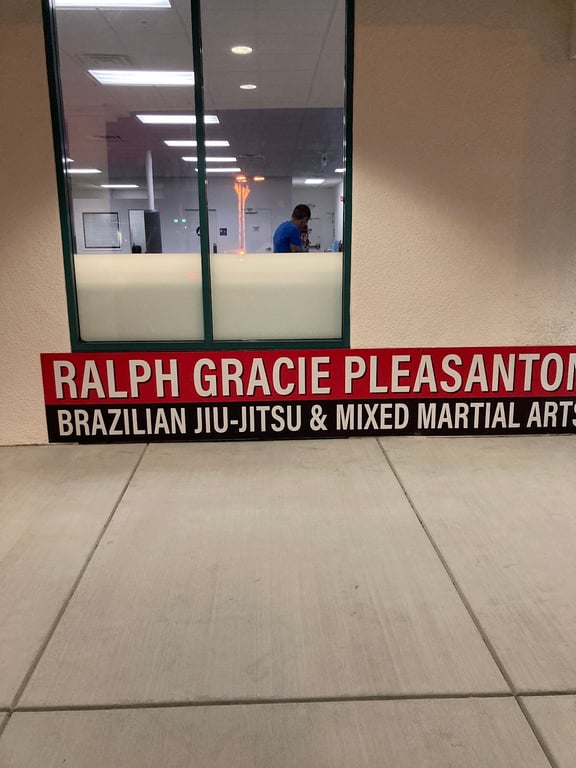 RALPH GRACIE PLEASANTON
BRAZILIAN JIU-JITSU & MIXED MARTIAL ARTS